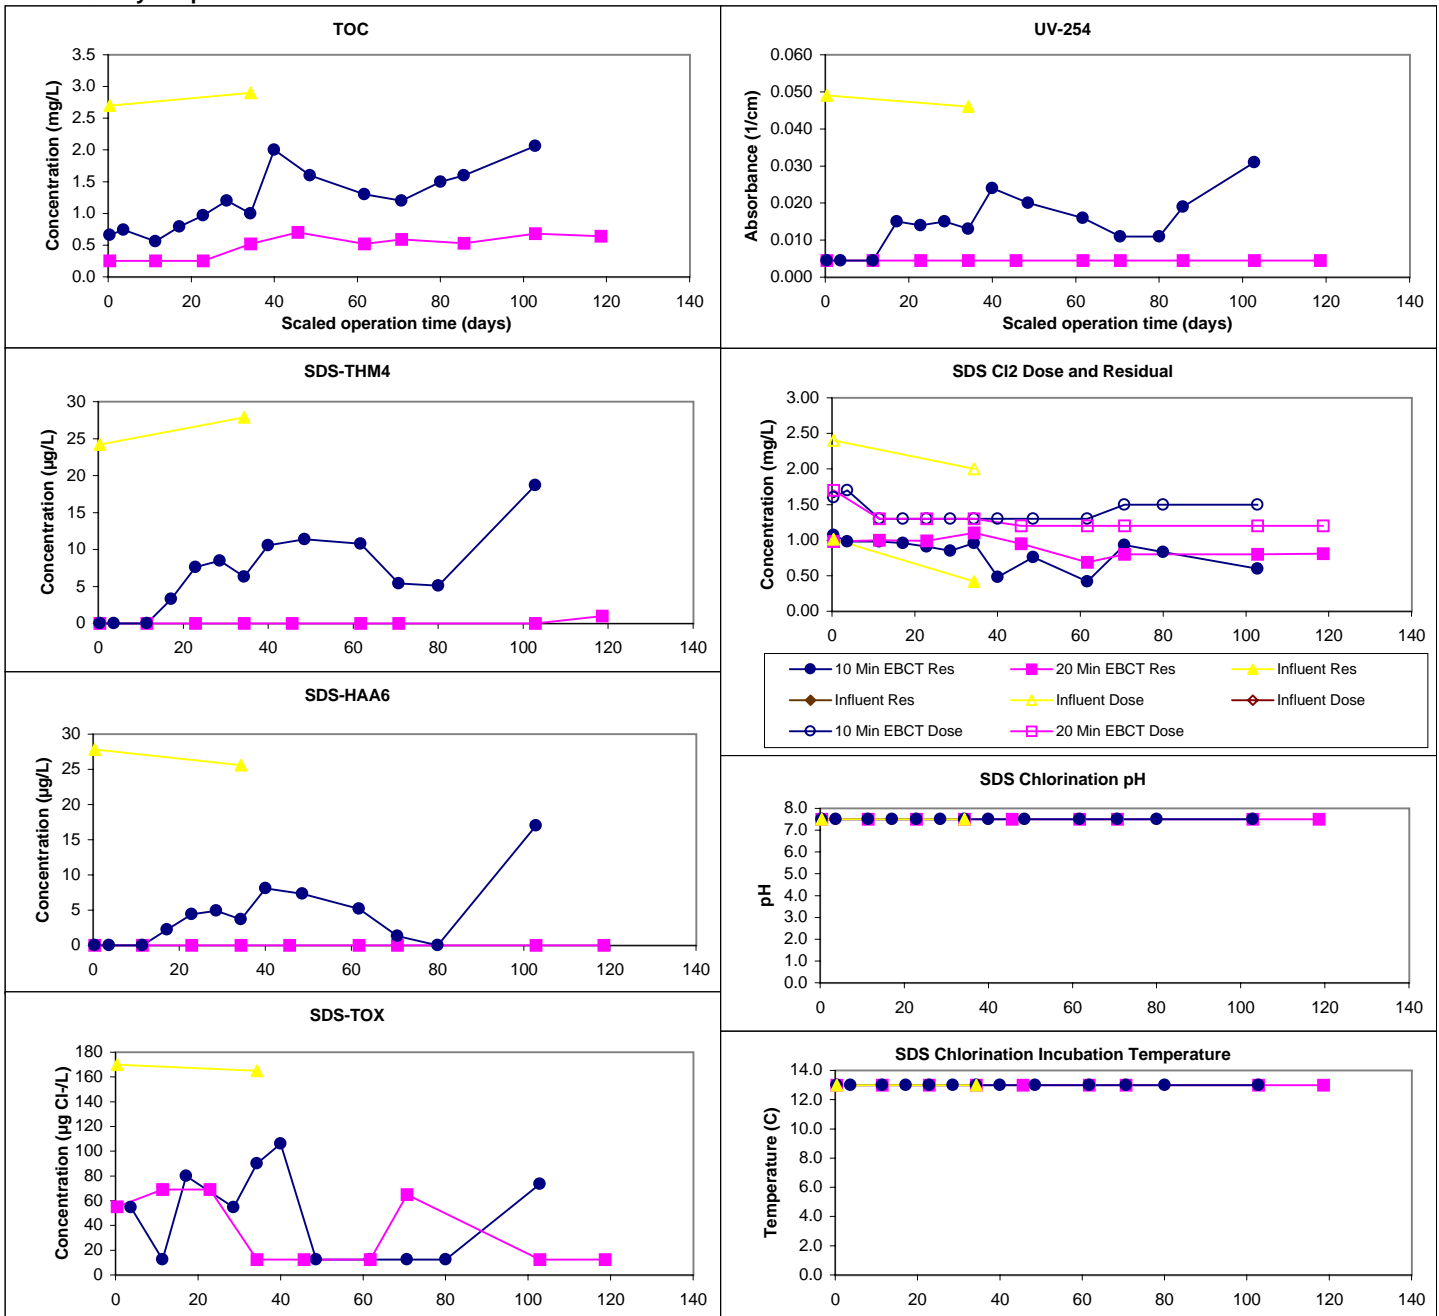 TOC
3.5
3.0
2.5
2.0
1.5
1.0
0.5
0.0
Concentration (mg/L)
0 20 40 60 80 100 120 140
Scaled operation time (days)
UV-254
0.060
0.050
0.040
0.030
0.020
0.010
0.000
Absorbance (1/cm)
0 20 40 60 80 100 120 140
Scaled operation time (days)
SDS-THM4
30
25
20
15
10
5
0
Concentration (µg/L)
0 20 40 60 80 100 120 140
SDS Cl2 Dose and Residual
3.00
2.50
2.00
1.50
1.00
0.50
0.00
Concentration (mg/L)
0 20 40 60 80 100 120 140
10 Min EBCT Res 20 Min EBCT Res Influent Res
Influent Res Influent Dose Influent Dose
10 Min EBCT Dose 20 Min EBCT Dose
SDS-HAA6
30
25
20
15
10
5
0
Concentration (µg/L)
0 20 40 60 80 100 120 140
SDS Chlorination pH
8.0
7.0
6.0
5.0
4.0
3.0
2.0
1.0
0.0
pH
0 20 40 60 80 100 120 140
SDS-TOX
180
160
140
120
100
80
60
40
20
0
Concentration (µg Cl-/L)
0 20 40 60 80 100 120 140
SDS Chlorination Incubation Temperature
14.0
12.0
10.0
8.0
6.0
4.0
2.0
0.0
Temperature (C)
0 20 40 60 80 100 120 140